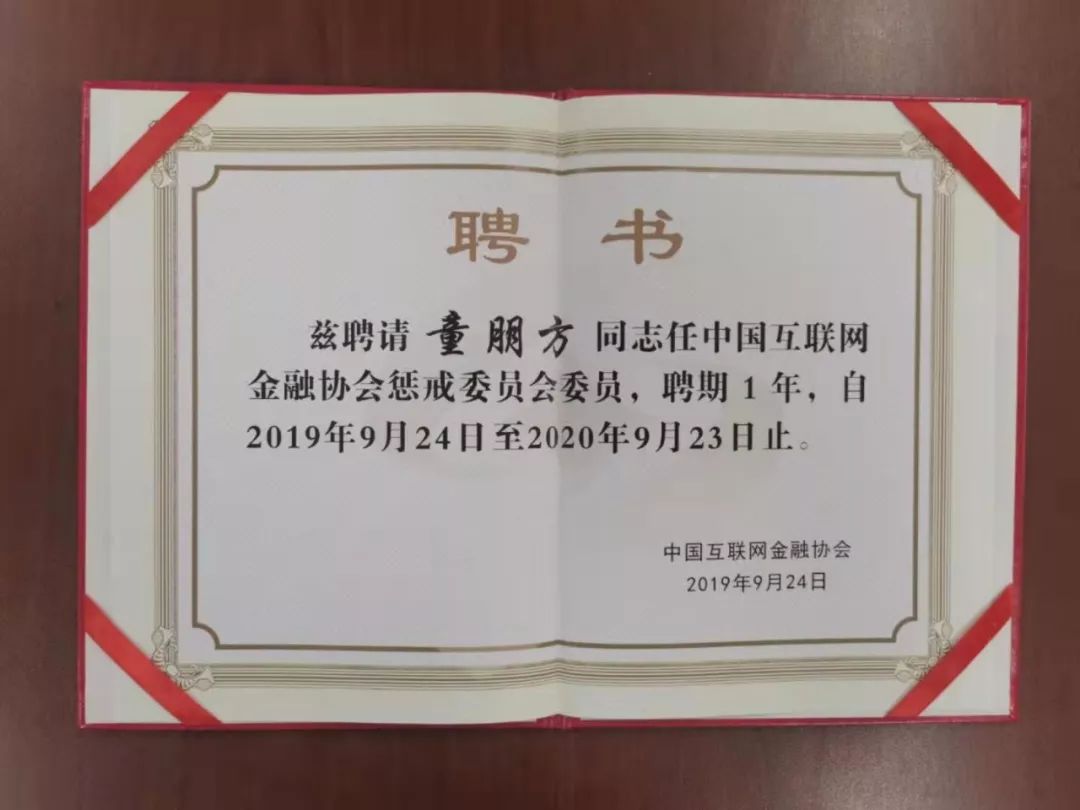 聘书
兹聘请 童朋方 同志任中国互联网
金融协会惩戒委员会委员，聘期1年，自
2019年9月24日至2020年9月23日止。
中国互联网金融协会
2019年9月24日